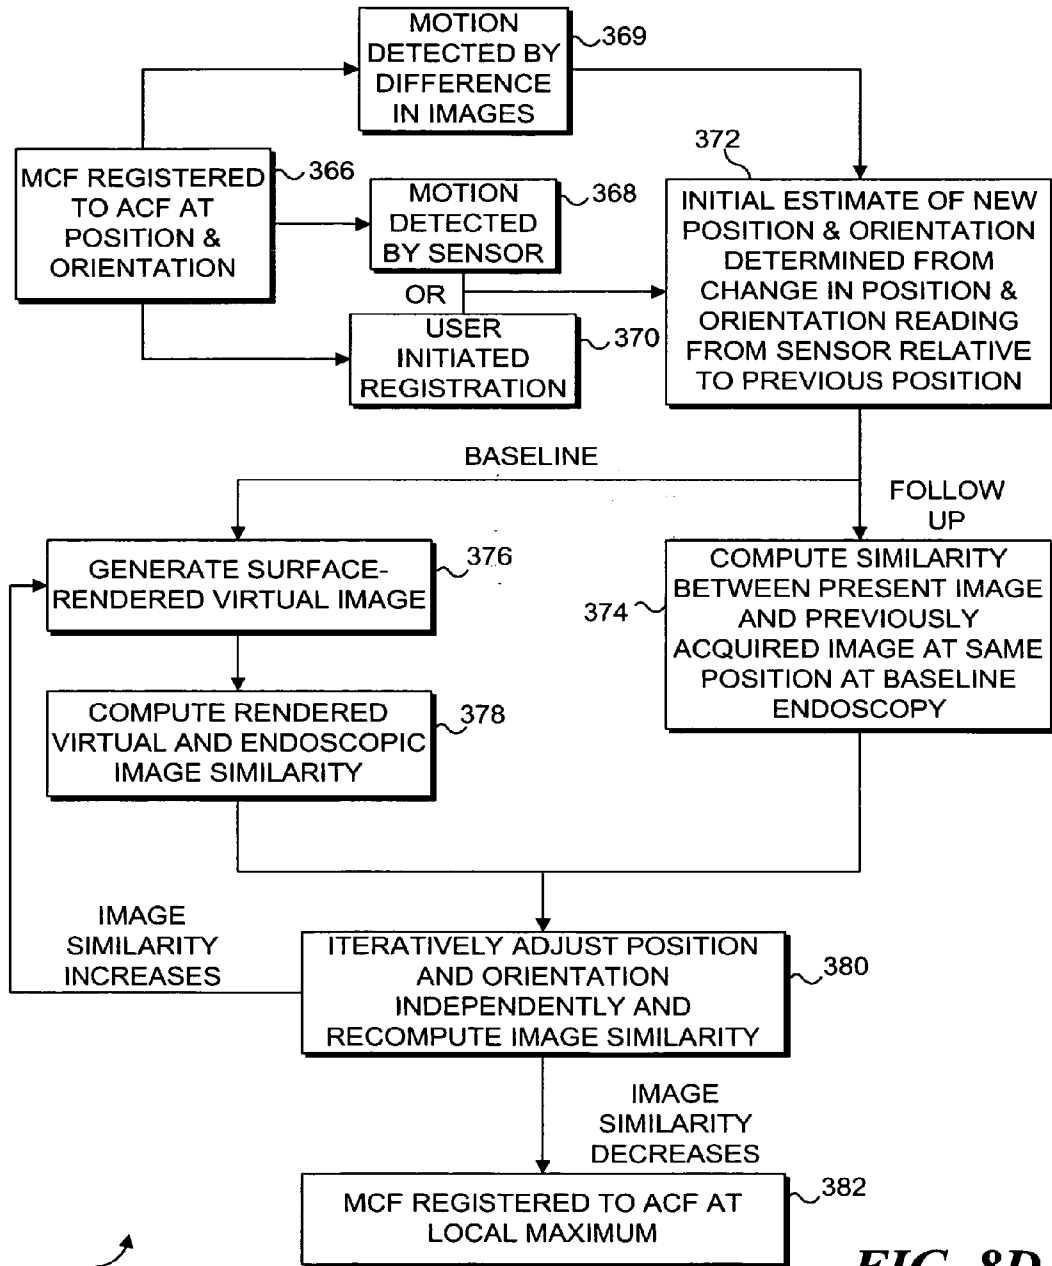 MOTION
DETECTED BY
DIFFERENCE
IN IMAGES
369
MCF REGISTERED
TO ACF AT
POSITION &
ORIENTATION
366
MOTION
DETECTED
BY SENSOR
368
OR
USER
INITIATED
REGISTRATION
370
372
INITIAL ESTIMATE OF NEW
POSITION & ORIENTATION
DETERMINED FROM
CHANGE IN POSITION &
ORIENTATION READING
FROM SENSOR RELATIVE
TO PREVIOUS POSITION
BASELINE
FOLLOW
UP
GENERATE SURFACE-
RENDERED VIRTUAL IMAGE
376
374
COMPUTE SIMILARITY
BETWEEN PRESENT IMAGE
AND PREVIOUSLY
ACQUIRED IMAGE AT SAME
POSITION AT BASELINE
ENDOSCOPY
COMPUTE RENDERED
VIRTUAL AND ENDOSCOPIC
IMAGE SIMILARITY
378
IMAGE
SIMILARITY
INCREASES
ITERATIVELY ADJUST POSITION
AND ORIENTATION
INDEPENDENTLY AND
RECOMPUTE IMAGE SIMILARITY
380
IMAGE
SIMILARITY
DECREASES
MCF REGISTERED TO ACF AT
LOCAL MAXIMUM
382
FIG. 8D